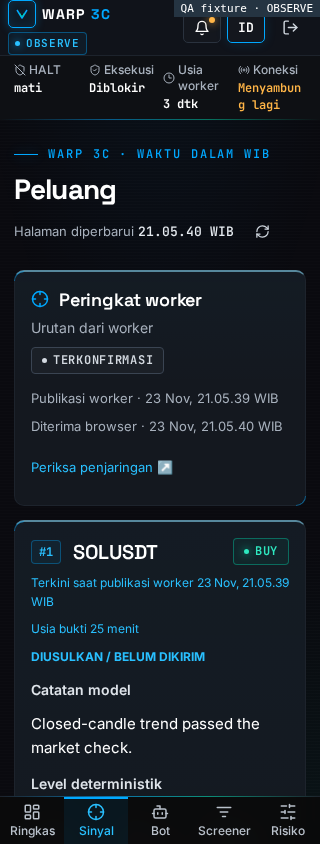 WARP 3C
QA fixture · OBSERVE
ID
OBSERVE
HALT
mati
Eksekusi
Diblokir
Usia
worker
3 dtk
Koneksi
Menyambun
g lagi
WARP 3C · WAKTU DALAM WIB
Peluang
Halaman diperbarui 21.05.40 WIB
Peringkat worker
Urutan dari worker
TERKONFIRMASI
Publikasi worker · 23 Nov, 21.05.39 WIB
Diterima browser · 23 Nov, 21.05.40 WIB
Periksa penjaringan ↗
#1 SOLUSDT BUY
Terkini saat publikasi worker 23 Nov, 21.05.39
WIB
Usia bukti 25 menit
DIUSULKAN / BELUM DIKIRIM
Catatan model
Closed-candle trend passed the
market check.
Level deterministik
Ringkas Sinyal Bot Screener Risiko